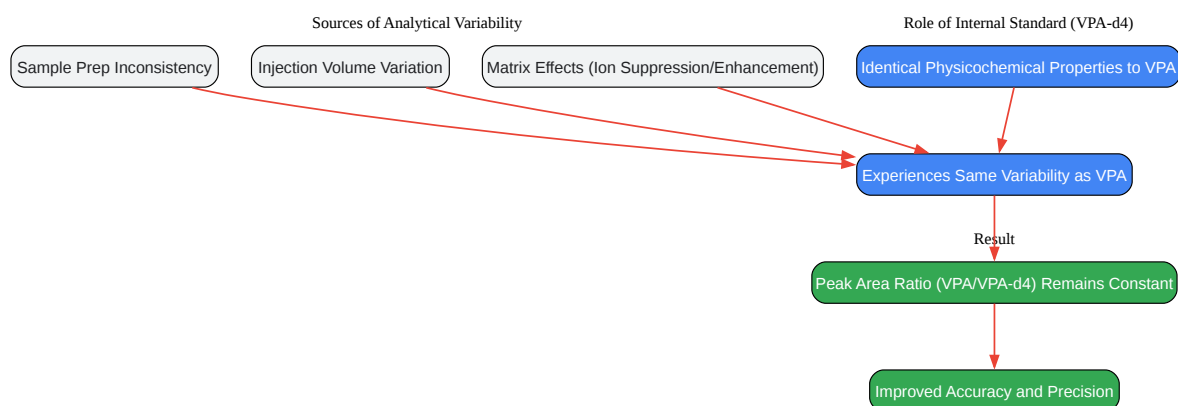 Sources of Analytical Variability
Role of Internal Standard (VPA-d4)
Sample Prep Inconsistency
Injection Volume Variation
Matrix Effects (Ion Suppression/Enhancement)
Identical Physicochemical Properties to VPA
Experiences Same Variability as VPA
Result
Peak Area Ratio (VPA/VPA-d4) Remains Constant
Improved Accuracy and Precision